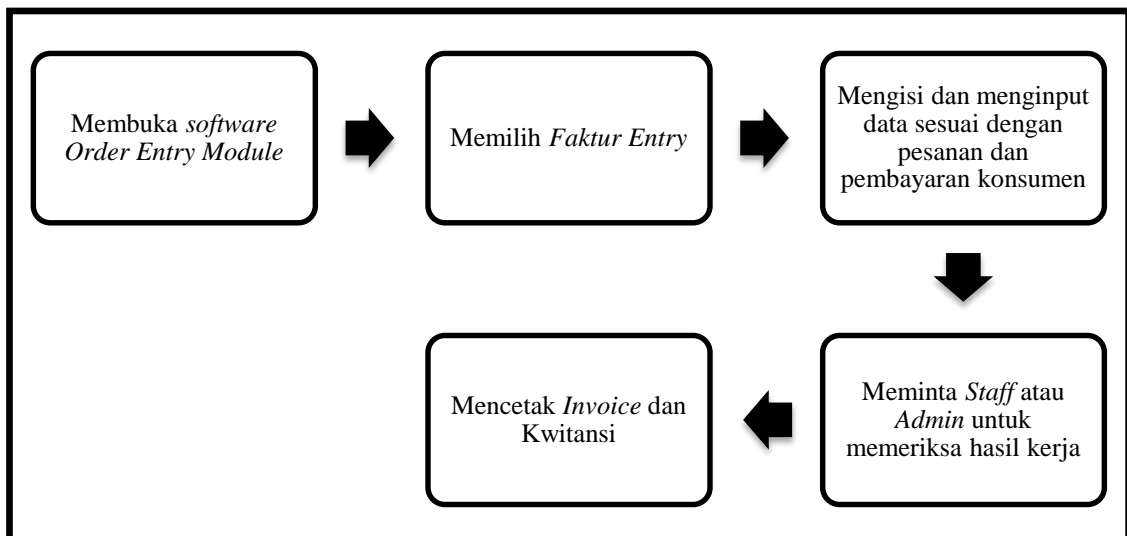 Membuka software
Order Entry Module
Memilih Faktur Entry
Mengisi dan menginput
data sesuai dengan
pesanan dan
pembayaran konsumen
Meminta Staff atau
Admin untuk
memeriksa hasil kerja
Mencetak Invoice dan
Kwitansi